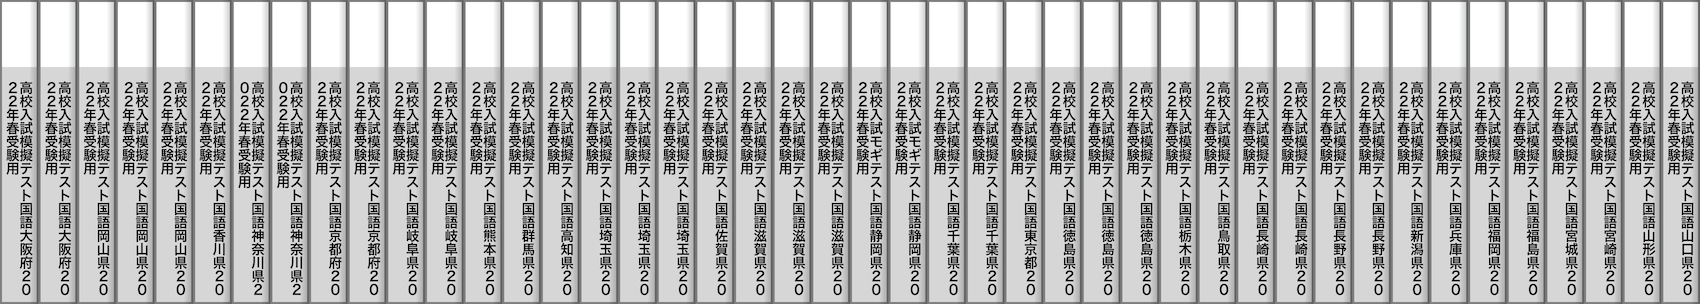 高校入試模擬テスト国語大阪府20
22年春受験用
高校入試模擬テスト国語大阪府20
22年春受験用
高校入試模擬テスト国語岡山県20
22年春受験用
高校入試模擬テスト国語岡山県20
22年春受験用
高校入試模擬テスト国語岡山県20
22年春受験用
高校入試模擬テスト国語香川県20
22年春受験用
高校入試模擬テスト国語神奈川県2
022年春受験用
高校入試模擬テスト国語神奈川県2
022年春受験用
高校入試模擬テスト国語京都府20
22年春受験用
高校入試模擬テスト国語京都府20
22年春受験用
高校入試模擬テスト国語岐阜県20
22年春受験用
高校入試模擬テスト国語岐阜県20
22年春受験用
高校入試模擬テスト国語熊本県20
22年春受験用
高校入試模擬テスト国語群馬県20
22年春受験用
高校入試模擬テスト国語高知県20
22年春受験用
高校入試模擬テスト国語埼玉県20
22年春受験用
高校入試模擬テスト国語埼玉県20
22年春受験用
高校入試模擬テスト国語埼玉県20
22年春受験用
高校入試模擬テスト国語佐賀県20
22年春受験用
高校入試模擬テスト国語滋賀県20
22年春受験用
高校入試模擬テスト国語滋賀県20
22年春受験用
高校入試模擬テスト国語滋賀県20
22年春受験用
高校入試モギテスト国語静岡県20
22年春受験用
高校入試モギテスト国語静岡県20
22年春受験用
高校入試模擬テスト国語千葉県20
22年春受験用
高校入試模擬テスト国語千葉県20
22年春受験用
高校入試模擬テスト国語東京都20
22年春受験用
高校入試模擬テスト国語徳島県20
22年春受験用
高校入試模擬テスト国語徳島県20
22年春受験用
高校入試模擬テスト国語徳島県20
22年春受験用
高校入試模擬テスト国語栃木県20
22年春受験用
高校入試模擬テスト国語鳥取県20
22年春受験用
高校入試模擬テスト国語長崎県20
22年春受験用
高校入試模擬テスト国語長崎県20
22年春受験用
高校入試模擬テスト国語長野県20
22年春受験用
高校入試模擬テスト国語長野県20
22年春受験用
高校入試模擬テスト国語新潟県20
22年春受験用
高校入試模擬テスト国語兵庫県20
22年春受験用
高校入試模擬テスト国語福岡県20
22年春受験用
高校入試模擬テスト国語福島県20
22年春受験用
高校入試模擬テスト国語宮城県20
22年春受験用
高校入試模擬テスト国語宮崎県20
22年春受験用
高校入試模擬テスト国語山形県20
22年春受験用
高校入試模擬テスト国語山口県20
22年春受験用